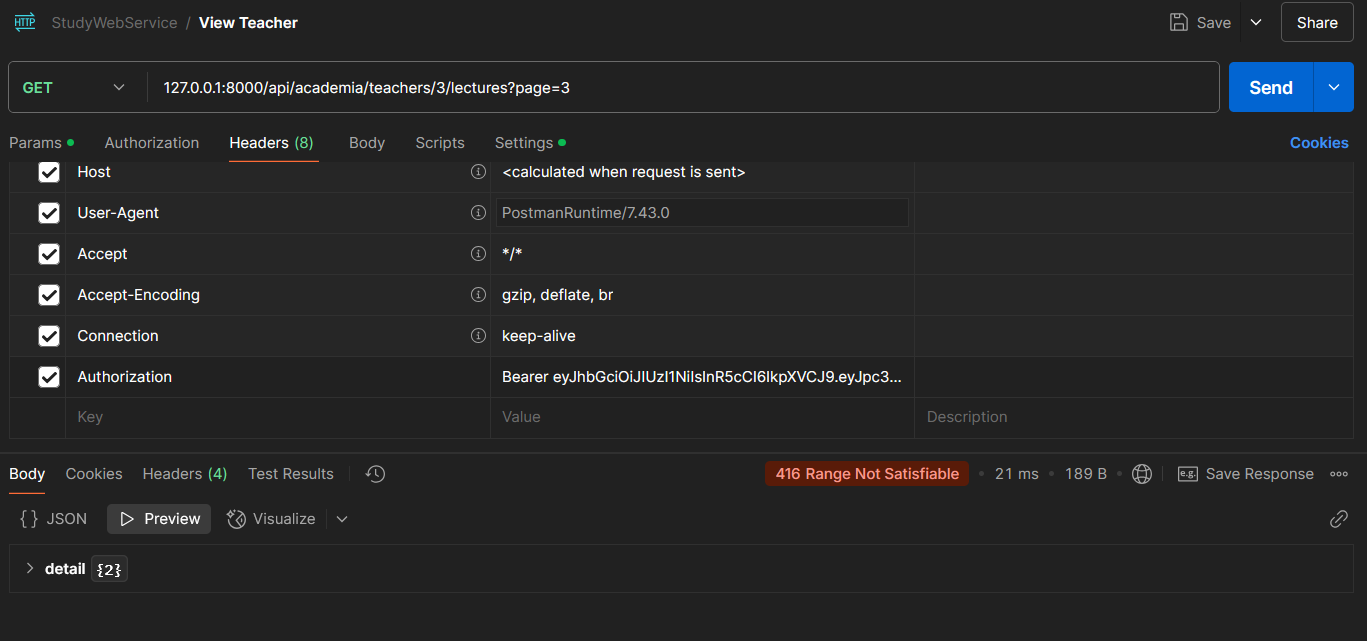 HTTP StudyWebService / View Teacher Save Share
GET 127.0.0.1:8000/api/academia/teachers/3/lectures?page=3 Send
Params Authorization Headers (8) Body Scripts Settings Cookies
Host <calculated when request is sent>
User-Agent PostmanRuntime/7.43.0
Accept */*
Accept-Encoding gzip, deflate, br
Connection keep-alive
Authorization Bearer eyJhbGciOiJIUzI1NiIsInR5cCI6IkpXVCJ9.eyJpc3...
Key Value Description
Body Cookies Headers (4) Test Results 416 Range Not Satisfiable • 21 ms • 189 B • e.g. Save Response
{} JSON Preview Visualize
detail {2}